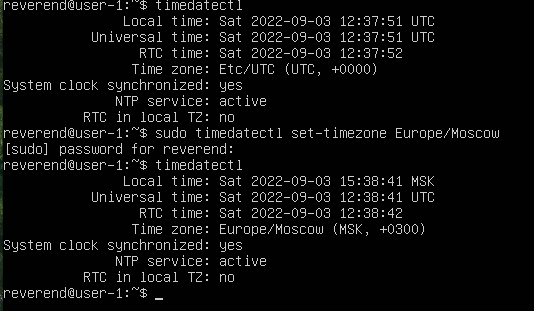 reverend@user-1:~$ timedatectl
Local time: Sat 2022-09-03 12:37:51 UTC
Universal time: Sat 2022-09-03 12:37:51 UTC
RTC time: Sat 2022-09-03 12:37:52
Time zone: Etc/UTC (UTC, +0000)
System clock synchronized: yes
NTP service: active
RTC in local TZ: no
reverend@user-1:~$ sudo timedatectl set-timezone Europe/Moscow
[sudo] password for reverend:
reverend@user-1:~$ timedatectl
Local time: Sat 2022-09-03 15:38:41 MSK
Universal time: Sat 2022-09-03 12:38:41 UTC
RTC time: Sat 2022-09-03 12:38:42
Time zone: Europe/Moscow (MSK, +0300)
System clock synchronized: yes
NTP service: active
RTC in local TZ: no
reverend@user-1:~$ _